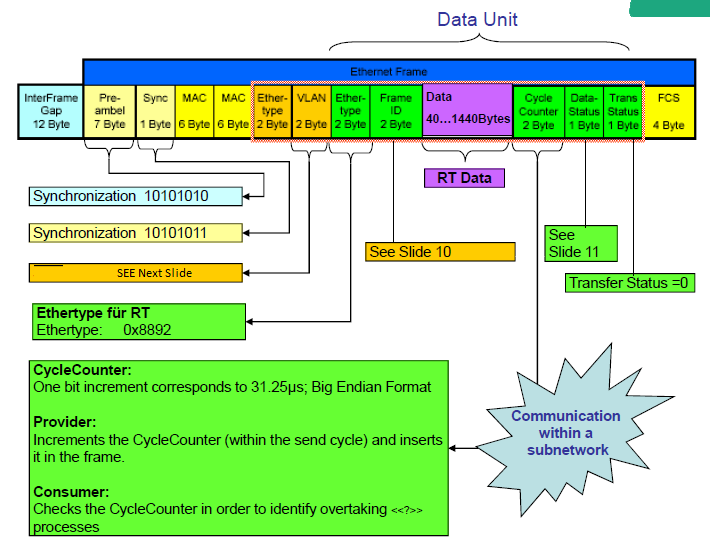 Data Unit
Ethernet Frame
InterFrame
Gap
12 Byte
Pre-
ambel
7 Byte
Sync
1 Byte
MAC
6 Byte
MAC
6 Byte
Ether-
type
2 Byte
VLAN
2 Byte
Ether-
type
2 Byte
Frame
ID
2 Byte
Data
40...1440Bytes
Cycle
Counter
2 Byte
Data-
Status
1 Byte
Trans
Status
1 Byte
FCS
4 Byte
RT Data
Synchronization 10101010
Synchronization 10101011
SEE Next Slide
See Slide 10
See
Slide 11
Transfer Status =0
Ethertype für RT
Ethertype: 0x8892
CycleCounter:
One bit increment corresponds to 31.25µs; Big Endian Format
Provider:
Increments the CycleCounter (within the send cycle) and inserts
it in the frame.
Consumer:
Checks the CycleCounter in order to identify overtaking <<?>>
processes
Communication
within a
subnetwork